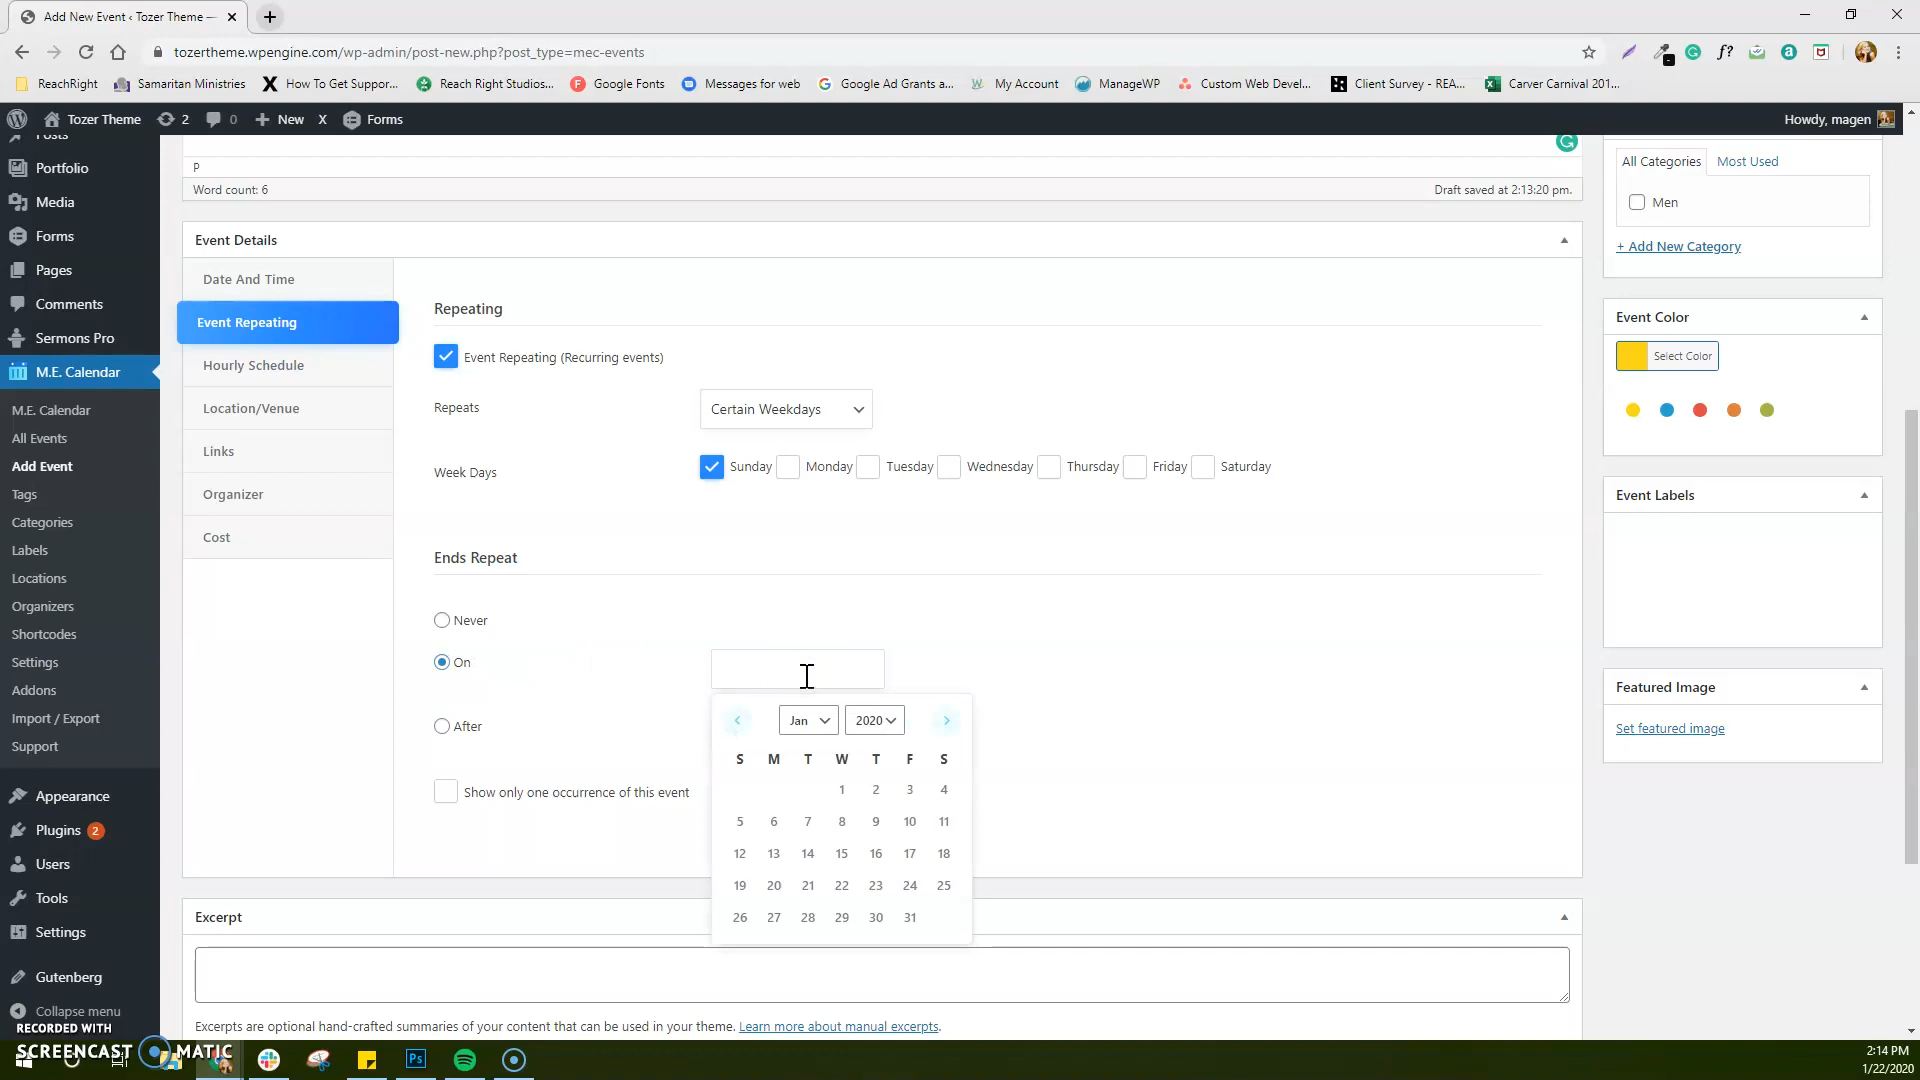 Add New Event ‹ Tozer Theme —
tozertheme.wpengine.com/wp-admin/post-new.php?post_type=mec-events
f?
ReachRight
Samaritan Ministries
How To Get Support...
Reach Right Studios...
Google Fonts
Messages for web
Google Ad Grants a...
My Account
ManageWP
Custom Web Devel...
Client Survey - REA...
Carver Carnival 201...
Tozer Theme
2
0
New
X
Forms
Howdy, magen
Posts
Portfolio
Media
Forms
Pages
Comments
Sermons Pro
M.E. Calendar
M.E. Calendar
All Events
Add Event
Tags
Categories
Labels
Locations
Organizers
Shortcodes
Settings
Addons
Import / Export
Support
Appearance
Plugins 2
Users
Tools
Settings
Gutenberg
Collapse menu
P
Word count: 6
Draft saved at 2:13:20 pm.
Event Details
Date And Time
Event Repeating
Hourly Schedule
Location/Venue
Links
Organizer
Cost
Repeating
Event Repeating (Recurring events)
Repeats
Certain Weekdays
Week Days
Sunday Monday Tuesday Wednesday Thursday Friday Saturday
Ends Repeat
Never
On
After
Show only one occurrence of this event
Jan 2020
S M T W T F S
1 2 3 4
5 6 7 8 9 10 11
12 13 14 15 16 17 18
19 20 21 22 23 24 25
26 27 28 29 30 31
Excerpt
Excerpts are optional hand-crafted summaries of your content that can be used in your theme. Learn more about manual excerpts.
All Categories
Most Used
Men
+ Add New Category
Event Color
Select Color
Event Labels
Featured Image
Set featured image
RECORDED WITH
SCREENCAST MATIC
Ps
2:14 PM
1/22/2020